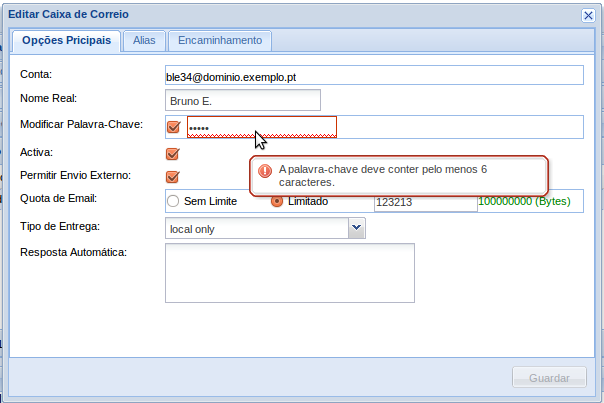 Editar Caixa de Correio
Opções Pricipais Alias Encaminhamento
Conta: ble34@dominio.exemplo.pt
Nome Real: Bruno E.
Modificar Palavra-Chave: •••••
Activa:
Permitir Envio Externo:
A palavra-chave deve conter pelo menos 6
caracteres.
Quota de Email: Sem Limite Limitado 123213 100000000 (Bytes)
Tipo de Entrega: local only
Resposta Automática:
Guardar